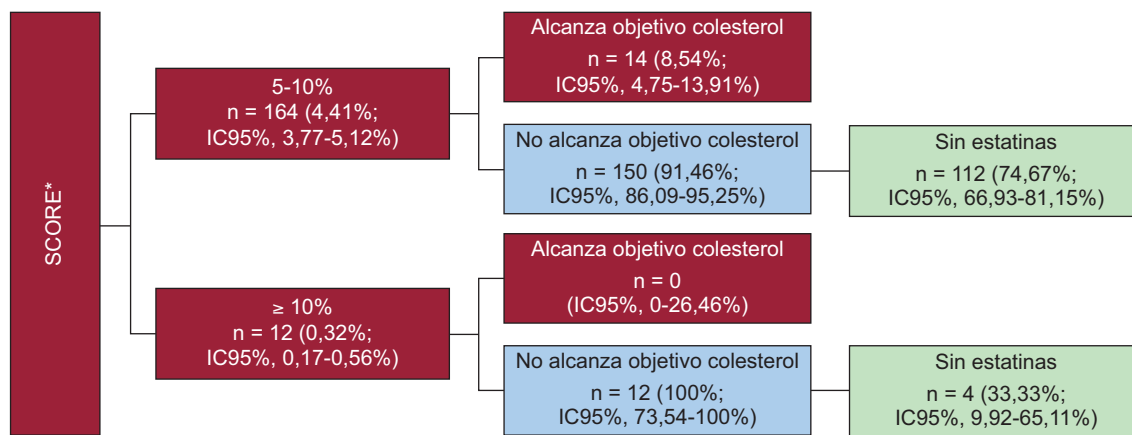 SCORE*
5-10%
n = 164 (4,41%;
IC95%, 3,77-5,12%)
Alcanza objetivo colesterol
n = 14 (8,54%;
IC95%, 4,75-13,91%)
No alcanza objetivo colesterol
n = 150 (91,46%;
IC95%, 86,09-95,25%)
Sin estatinas
n = 112 (74,67%;
IC95%, 66,93-81,15%)
≥ 10%
n = 12 (0,32%;
IC95%, 0,17-0,56%)
Alcanza objetivo colesterol
n = 0
(IC95%, 0-26,46%)
No alcanza objetivo colesterol
n = 12 (100%;
IC95%, 73,54-100%)
Sin estatinas
n = 4 (33,33%;
IC95%, 9,92-65,11%)